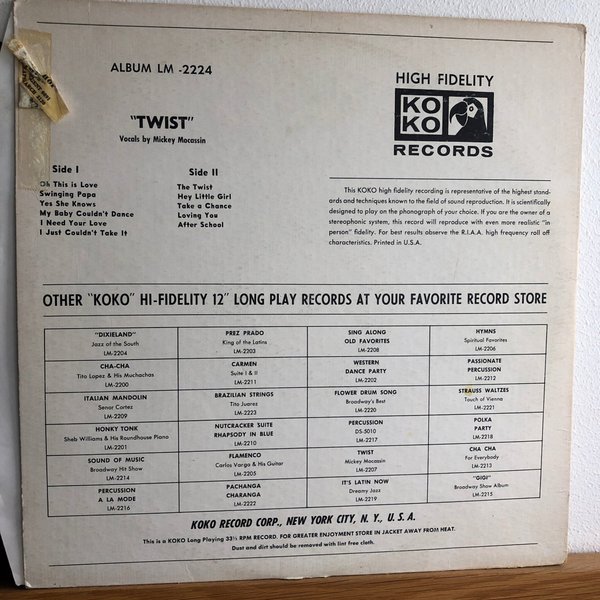 ALBUM LM -2224
"TWIST"
Vocals by Mickey Mocassin
Side I
Oh This is Love
Swinging Papa
Yes She Knows
My Baby Couldn't Dance
I Need Your Love
I Just Couldn't Take It
Side II
The Twist
Hey Little Girl
Take a Chance
Loving You
After School
HIGH FIDELITY
KO
KO
RECORDS
This KOKO high fidelity recording is representative of the highest stand-
ards and techniques known to the field of sound reproduction. It is scientifically
designed to play on the phonograph of your choice. If you are the owner of a
stereophonic system, this record will reproduce with even more realistic "in
person" fidelity. For best results observe the R.I.A.A. high frequency roll off
characteristics. Printed in U.S.A.
OTHER "KOKO" HI-FIDELITY 12" LONG PLAY RECORDS AT YOUR FAVORITE RECORD STORE
"DIXIELAND"
Jazz of the South
LM-2204
CHA-CHA
Tito Lopez & His Muchachas
LM-2200
ITALIAN MANDOLIN
Senor Cortez
LM-2209
HONKY TONK
Sheb Williams & His Roundhouse Piano
LM-2201
SOUND OF MUSIC
Broadway Hit Show
LM-2214
PERCUSSION
A LA MODE
LM-2216
PREZ PRADO
King of the Latins
LM-2203
CARMEN
Suite I & II
LM-2211
BRAZILIAN STRINGS
Tito Juarez
LM-2223
NUTCRACKER SUITE
RHAPSODY IN BLUE
LM-2210
FLAMENCO
Carlos Vargo & His Guitar
LM-2205
PACHANGA
CHARANGA
LM-2222
SING ALONG
OLD FAVORITES
LM-2208
WESTERN
DANCE PARTY
LM-2202
FLOWER DRUM SONG
Broadway's Best
LM-2220
PERCUSSION
DS-5010
LM-2217
TWIST
Mickey Mocassin
LM-2207
IT'S LATIN NOW
Dreamy Jazz
LM-2219
HYMNS
Spiritual Favorites
LM-2206
PASSIONATE
PERCUSSION
LM-2212
STRAUSS WALTZES
Touch of Vienna
LM-2221
POLKA
PARTY
LM-2218
CHA CHA
For Everybody
LM-2213
"GIGI"
Broadway Show Album
LM-2215
KOKO RECORD CORP., NEW YORK CITY, N. Y., U. S. A.
This is a KOKO Long Playing 33⅓ RPM RECORD. FOR GREATER ENJOYMENT STORE IN JACKET AWAY FROM HEAT.
Dust and dirt should be removed with lint free cloth.